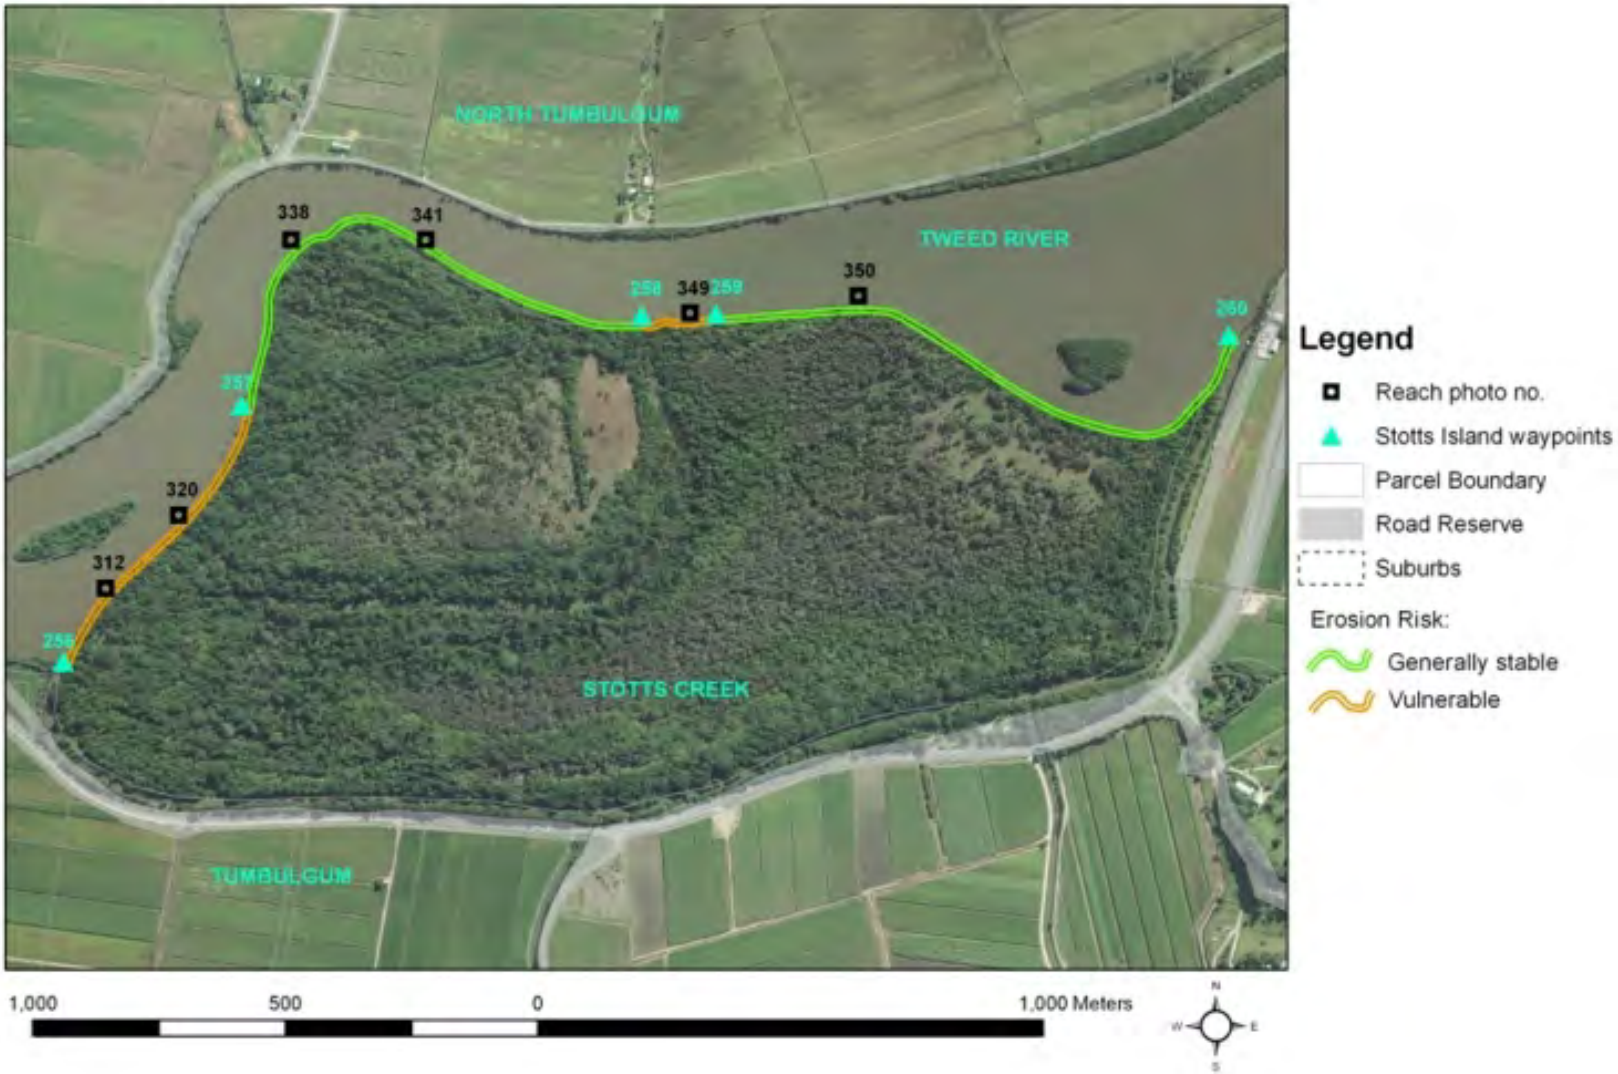 NORTH TUMBULGUM
338
341
TWEED RIVER
258
349
259
350
260
257
320
312
256
STOTTS CREEK
TUMBULGUM
Legend
Reach photo no.
Stotts Island waypoints
Parcel Boundary
Road Reserve
Suburbs
Erosion Risk:
Generally stable
Vulnerable
1,000
500
0
1,000 Meters
N
W
E
S